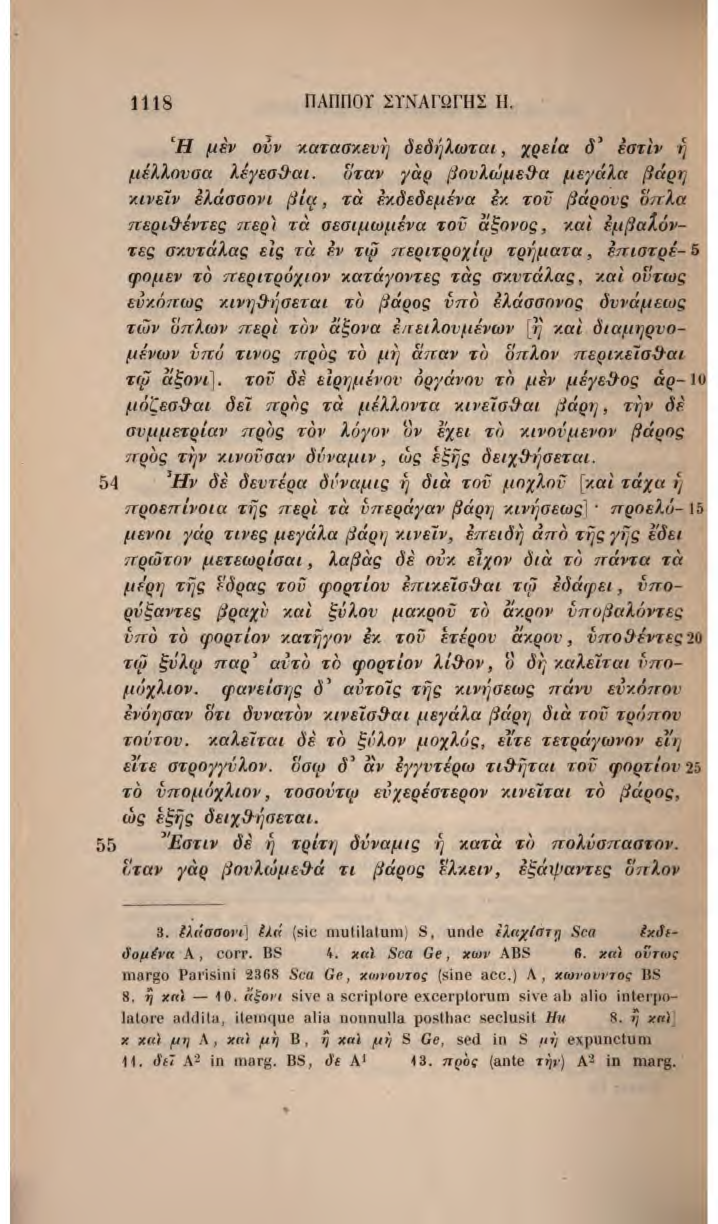 1118 ΠΑΠΠΟΥ ΣΥΝΑΓΩΓΗΣ Η.
Ἡ μὲν οὖν κατασκευὴ δεδήλωται, χρεία δ᾽ ἐστὶν ἡ
μέλλουσα λέγεσθαι. ὅταν γὰρ βουλώμεθα μεγάλα βάρη
κινεῖν ἐλάσσονι βίᾳ, τὰ ἐκδεδεμένα ἐκ τοῦ βάρους ὅπλα
περιθέντες περὶ τὰ σεσιμωμένα τοῦ ἄξονος, καὶ ἐμβαλόν-
τες σκυτάλας εἰς τὰ ἐν τῷ περιτροχίῳ τρήματα, ἐπιστρέ- 5
φομεν τὸ περιτρόχιον κατάγοντες τὰς σκυτάλας, καὶ οὕτως
εὐκόπως κινηθήσεται τὸ βάρος ὑπὸ ἐλάσσονος δυνάμεως
τῶν ὅπλων περὶ τὸν ἄξονα ἐπειλουμένων [ἢ καὶ διαμηρυο-
μένων ὑπό τινος πρὸς τὸ μὴ ἅπαν τὸ ὅπλον περικεῖσθαι
τῷ ἄξονι]. τοῦ δὲ εἰρημένου ὀργάνου τὸ μὲν μέγεθος ἁρ- 10
μόζεσθαι δεῖ πρὸς τὰ μέλλοντα κινεῖσθαι βάρη, τὴν δὲ
συμμετρίαν πρὸς τὸν λόγον ὃν ἔχει τὸ κινούμενον βάρος
πρὸς τὴν κινοῦσαν δύναμιν, ὡς ἑξῆς δειχθήσεται.
54 Ἦν δὲ δευτέρα δύναμις ἡ διὰ τοῦ μοχλοῦ [καὶ τάχα ἡ
προεπίνοια τῆς περὶ τὰ ὑπεράγαν βάρη κινήσεως]· προελό- 15
μενοι γάρ τινες μεγάλα βάρη κινεῖν, ἐπειδὴ ἀπὸ τῆς γῆς ἔδει
πρῶτον μετεωρίσαι, λαβὰς δὲ οὐκ εἶχον διὰ τὸ πάντα τὰ
μέρη τῆς ἕδρας τοῦ φορτίου ἐπικεῖσθαι τῷ ἐδάφει, ὑπο-
ρύξαντες βραχὺ καὶ ξύλου μακροῦ τὸ ἄκρον ὑποβαλόντες
ὑπὸ τὸ φορτίον κατῆγον ἐκ τοῦ ἑτέρου ἄκρου, ὑποθέντες 20
τῷ ξύλῳ παρ᾽ αὐτὸ τὸ φορτίον λίθον, ὃ δὴ καλεῖται ὑπο-
μόχλιον. φανείσης δ᾽ αὐτοῖς τῆς κινήσεως πάνυ εὐκόπου
ἐνόησαν ὅτι δυνατὸν κινεῖσθαι μεγάλα βάρη διὰ τοῦ τρόπου
τούτου. καλεῖται δὲ τὸ ξύλον μοχλός, εἴτε τετράγωνον εἴη
εἴτε στρογγύλον. ὅσῳ δ᾽ ἂν ἐγγυτέρω τιθῆται τοῦ φορτίου 25
τὸ ὑπομόχλιον, τοσούτῳ εὐχερέστερον κινεῖται τὸ βάρος,
ὡς ἑξῆς δειχθήσεται.
55 Ἔστιν δὲ ἡ τρίτη δύναμις ἡ κατὰ τὸ πολύσπαστον.
ὅταν γὰρ βουλώμεθά τι βάρος ἕλκειν, ἐξάψαντες ὅπλον
3. ἐλάσσονι] ἐλά (sic mutilatum) S, unde ἐλαχίστῃ Sca ἐκδε-
δομένα A, corr. BS 4. καὶ Sca Ge, κων ABS 6. καὶ οὕτως
margo Parisini 2368 Sca Ge, κωνουτος (sine acc.) A, κωνουντος BS
8. ἢ καὶ — 10. ἄξονι sive a scriptore excerptorum sive ab alio interpo-
latore addita, itemque alia nonnulla posthac seclusit Hu 8. ἢ καὶ]
κ καὶ μη A, καὶ μὴ B, ἢ καὶ μὴ S Ge, sed in S μὴ expunctum
11. δεῖ A² in marg. BS, δε A¹ 13. πρὸς (ante τὴν) A² in marg.